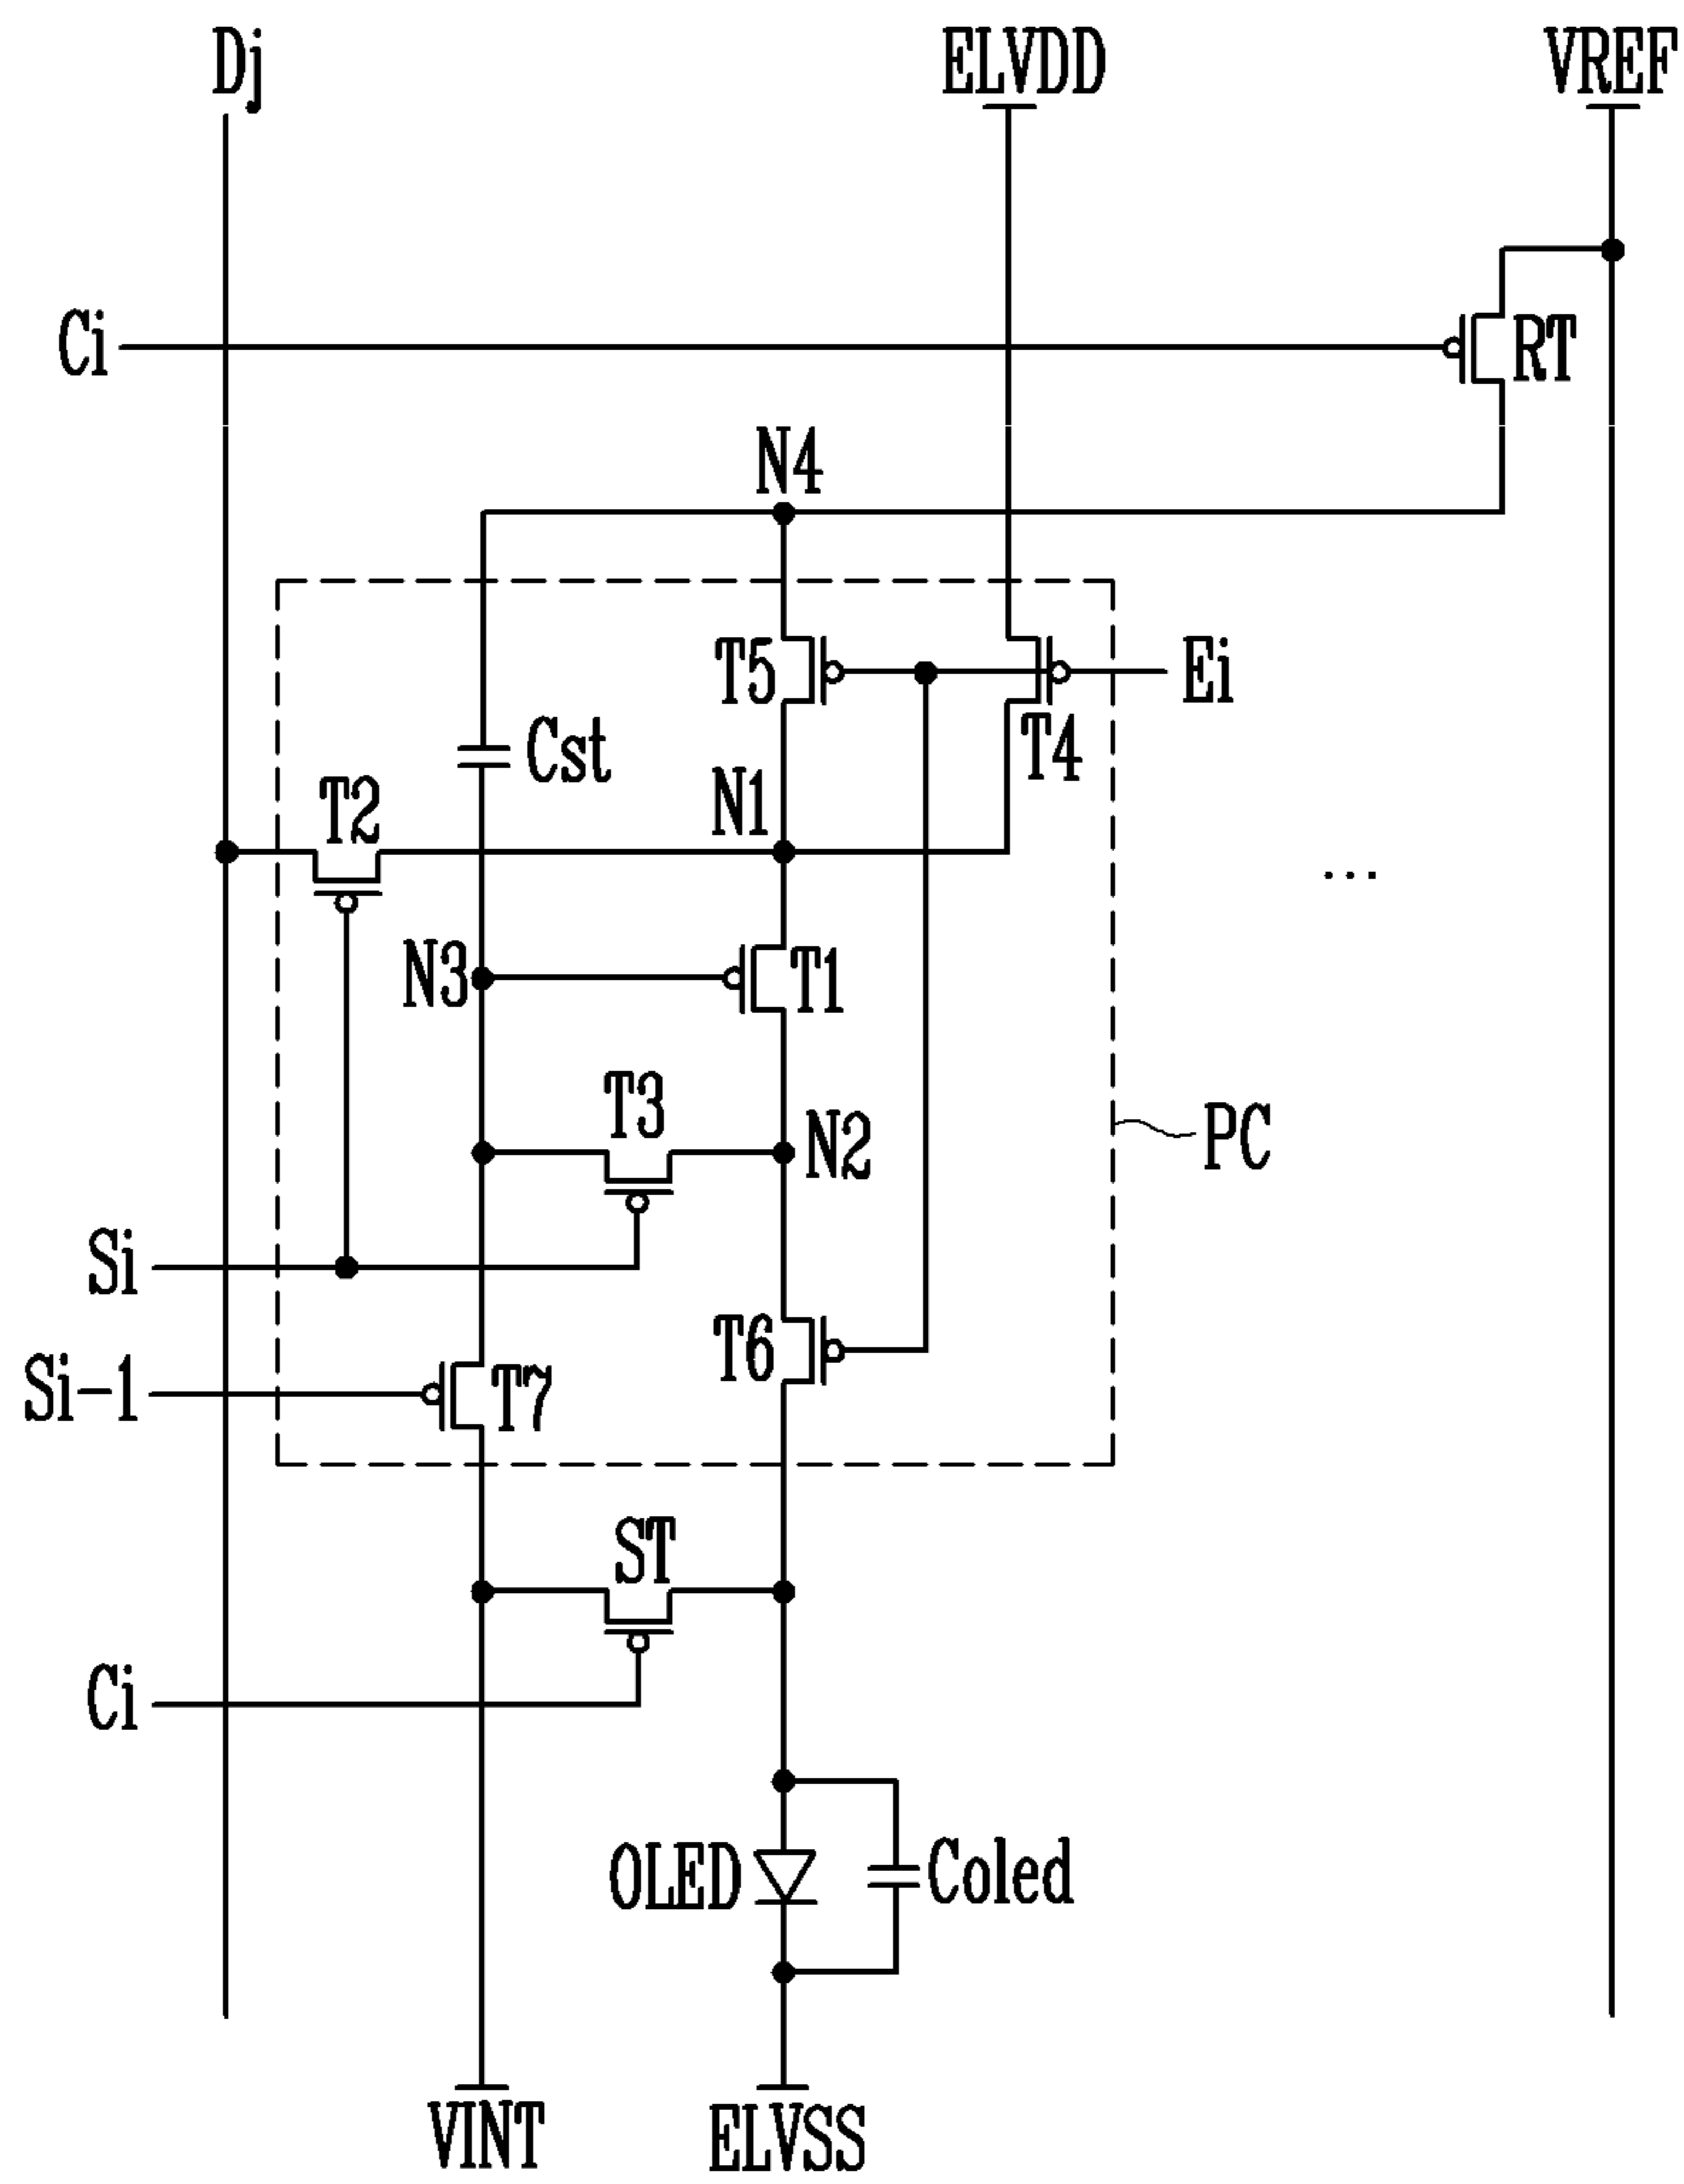 Dj ELVDD VREF
Ci
RT
N4
T5
Ei
T4
Cst
N1
T2
N3
T1
T3
N2
PC
Si
T6
Si-1
T7
ST
Ci
OLED
Coled
VINT
ELVSS